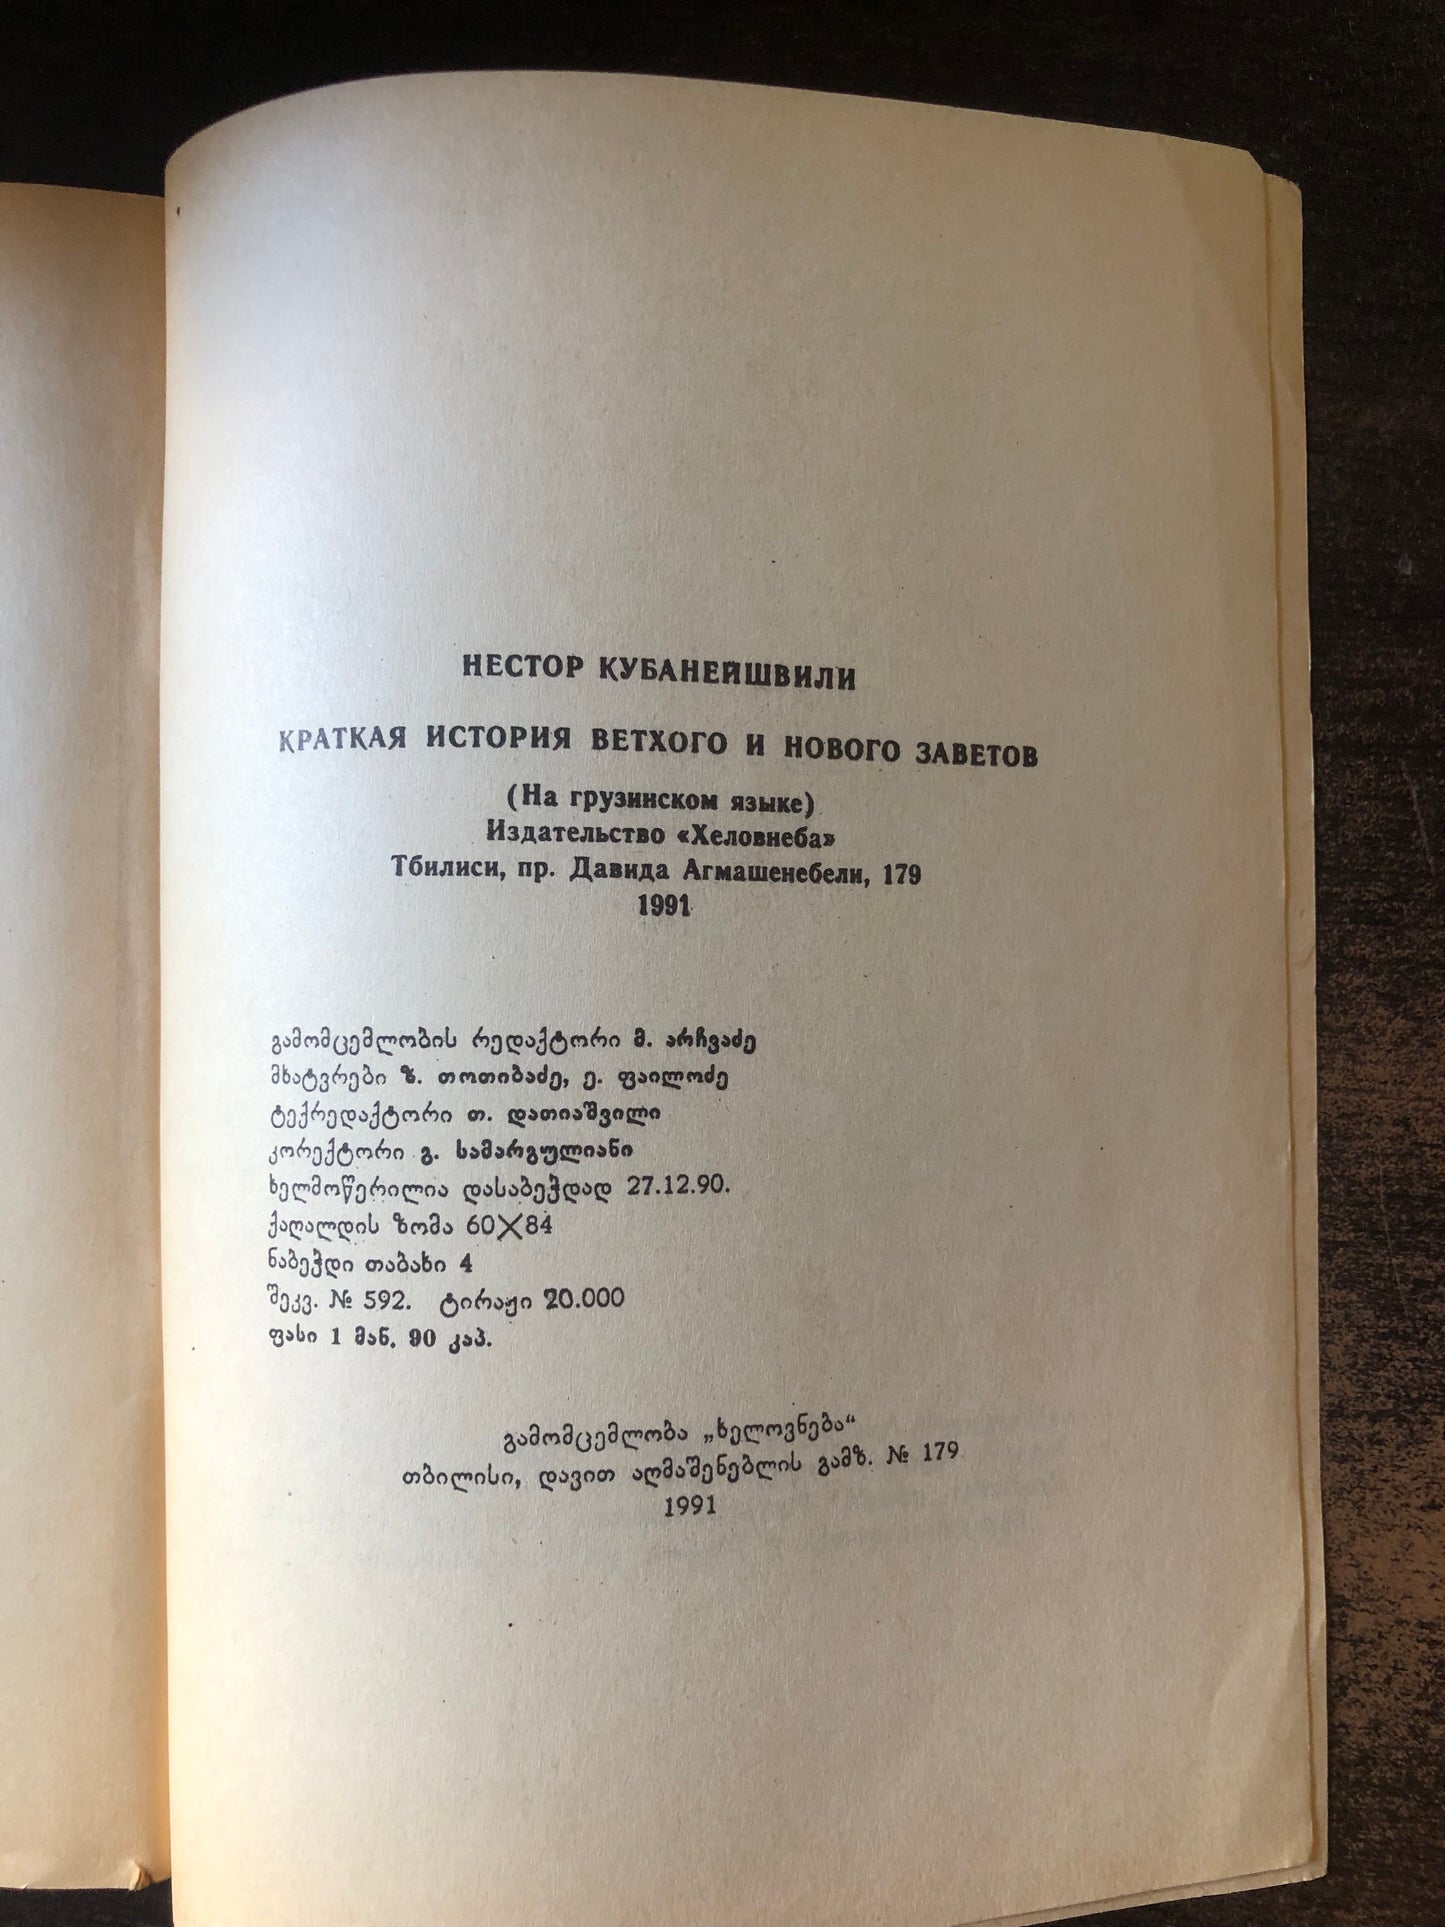 НЕСТОР КУБАНЕЙШВИЛИ
КРАТКАЯ ИСТОРИЯ ВЕТХОГО И НОВОГО ЗАВЕТОВ
(На грузинском языке)
Издательство «Хеловнеба»
Тбилиси, пр. Давида Агмашенебели, 179
1991
გამომცემლობის რედაქტორი მ. არჩვაძე
მხატვრები ზ. თოთიბაძე, ე. ფაილოძე
ტექრედაქტორი თ. დათიაშვილი
კორექტორი გ. სამარგულიანი
ხელმოწერილია დასაბეჭდად 27.12.90.
ქაღალდის ზომა 60X84
ნაბეჭდი თაბახი 4
შეკვ. № 592. ტირაჟი 20.000
ფასი 1 მან. 90 კაპ.
გამომცემლობა „ხელოვნება“
თბილისი, დავით აღმაშენებლის გამზ. № 179
1991